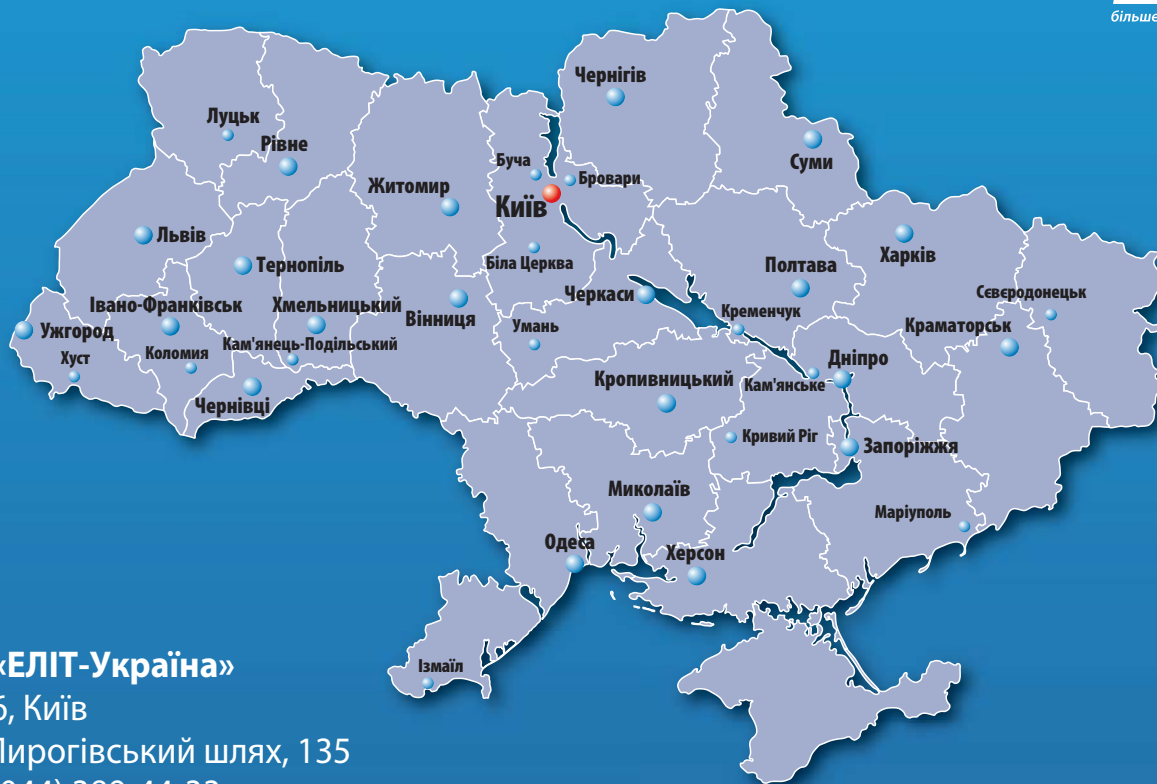 більше
Чернігів
Луцьк
Рівне
Суми
Буча
Бровари
Житомир
Київ
Львів
Харків
Тернопіль
Біла Церква
Полтава
Сєвєродонецьк
Черкаси
Івано-Франківськ
Хмельницький
Вінниця
Кременчук
Умань
Краматорськ
Ужгород
Кам'янець-Подільський
Коломия
Хуст
Дніпро
Кропивницький
Кам'янське
Чернівці
Кривий Ріг
Запоріжжя
Миколаїв
Маріуполь
Одеса
Херсон
Ізмаїл
«ЕЛІТ-Україна»
, Київ
Пирогівський шлях, 135